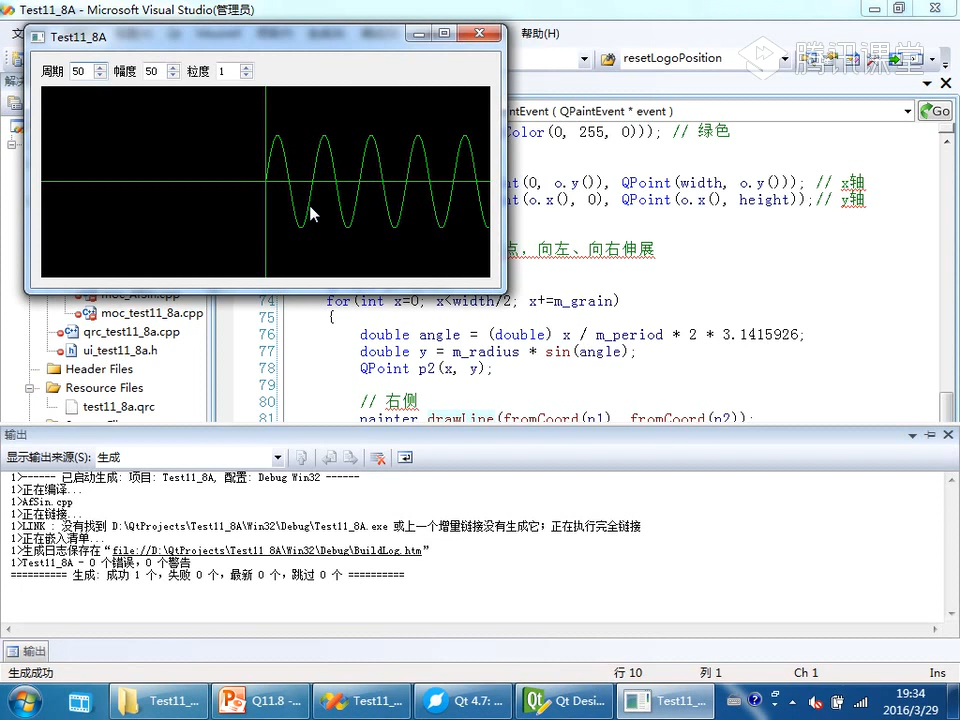 Test11_8A - Microsoft Visual Studio(管理员)
Test11_8A
帮助(H)
resetLogoPosition
腾讯课堂
周期 50 幅度 50 粒度 1
ntEvent ( QPaintEvent * event )
Go
Color(0, 255, 0))); // 绿色
nt(0, o.y()), QPoint(width, o.y())); // x轴
nt(o.x(), 0), QPoint(o.x(), height));// y轴
点，向左、向右伸展
74 for(int x=0; x<width/2; x+=m_grain)
75 {
76 double angle = (double) x / m_period * 2 * 3.1415926;
77 double y = m_radius * sin(angle);
78 QPoint p2(x, y);
79
80 // 右侧
81 painter.drawLine(fromCoord(p1), fromCoord(p2));
moc_AfSin.cpp
moc_test11_8a.cpp
qrc_test11_8a.cpp
ui_test11_8a.h
Header Files
Resource Files
test11_8a.qrc
输出
显示输出来源(S): 生成
1>------ 已启动生成: 项目: Test11_8A, 配置: Debug Win32 ------
1>正在编译...
1>AfSin.cpp
1>正在链接...
1>LINK : 没有找到 D:\QtProjects\Test11_8A\Win32\Debug\Test11_8A.exe 或上一个增量链接没有生成它；正在执行完全链接
1>正在嵌入清单...
1>生成日志保存在“file://D:\QtProjects\Test11_8A\Win32\Debug\BuildLog.htm”
1>Test11_8A - 0 个错误，0 个警告
========== 生成: 成功 1 个，失败 0 个，最新 0 个，跳过 0 个 ==========
输出
生成成功
行 10
列 1
Ch 1
Ins
Test11_...
Q11.8 -...
Test11_...
Qt 4.7: ...
Qt Desi...
Test11_...
19:34
2016/3/29